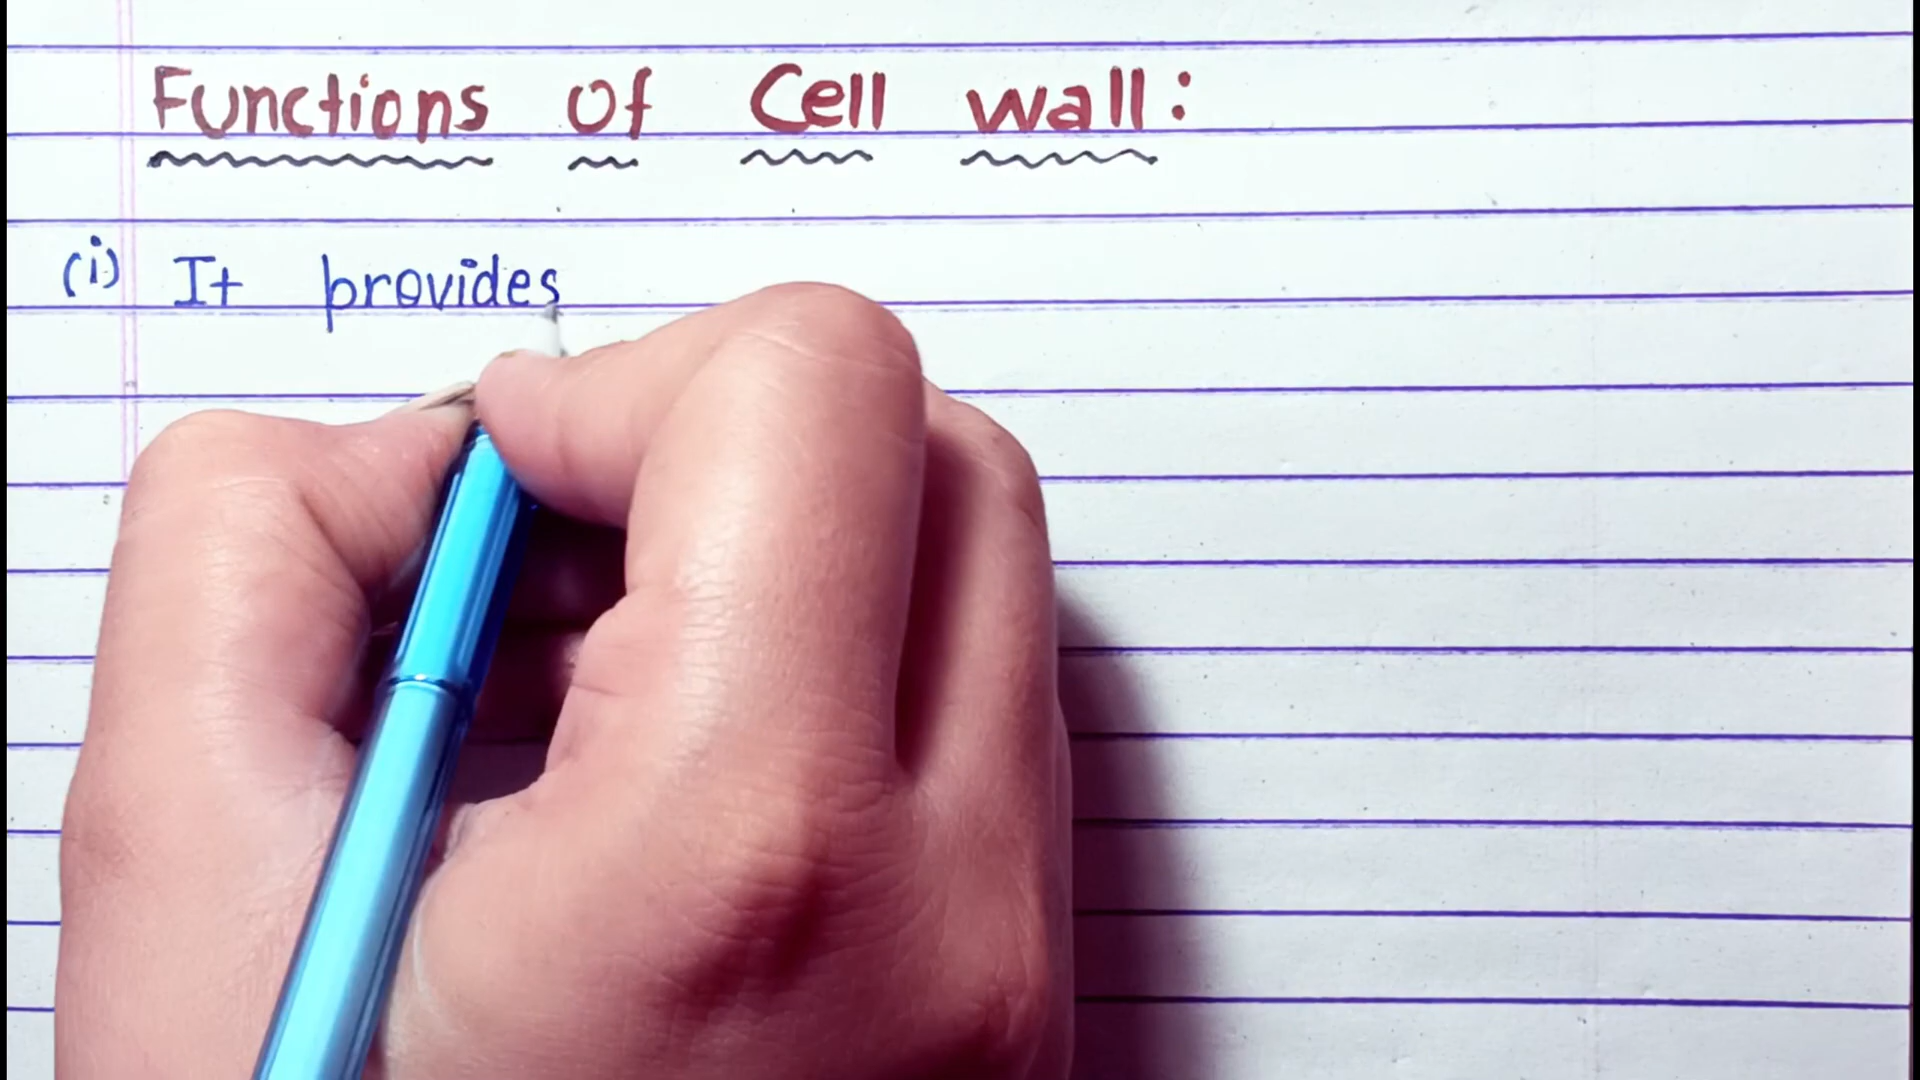 Functions of Cell wall:
(i) It provides